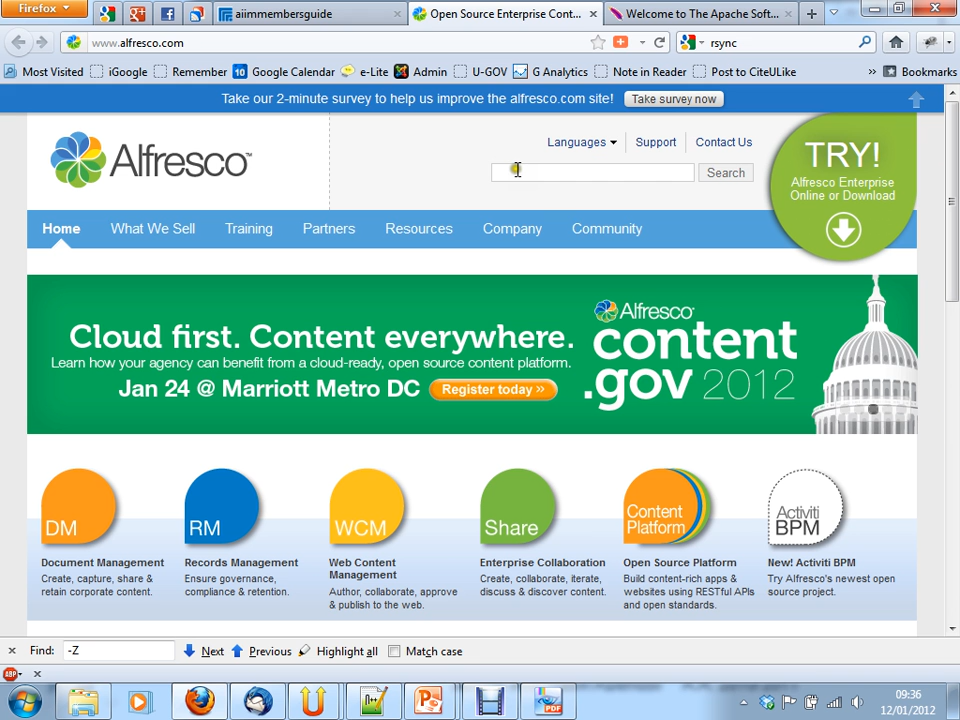 Firefox
aiimmembersguide
Open Source Enterprise Cont...
Welcome to The Apache Soft...
www.alfresco.com
rsync
Most Visited
iGoogle
Remember
10
Google Calendar
e-Lite
Admin
U-GOV
G Analytics
Note in Reader
Post to CiteULike
»
Bookmarks
Take our 2-minute survey to help us improve the alfresco.com site!
Take survey now
Alfresco™
Languages
Support
Contact Us
Search
TRY!
Alfresco Enterprise
Online or Download
Home
What We Sell
Training
Partners
Resources
Company
Community
Cloud first. Content everywhere.
Learn how your agency can benefit from a cloud-ready, open source content platform.
Jan 24 @ Marriott Metro DC
Register today »
Alfresco
content
.gov 2012
DM
RM
WCM
Share
Content
Platform
Activiti
BPM
Document Management
Create, capture, share &
retain corporate content.
Records Management
Ensure governance,
compliance & retention.
Web Content
Management
Author, collaborate, approve
& publish to the web.
Enterprise Collaboration
Create, collaborate, iterate,
discuss & discover content.
Open Source Platform
Build content-rich apps &
websites using RESTful APIs
and open standards.
New! Activiti BPM
Try Alfresco's newest open
source project.
Find:
-Z
Next
Previous
Highlight all
Match case
ABP
PDF
09:36
12/01/2012